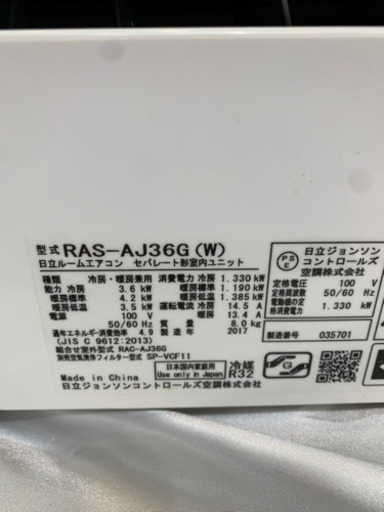 型式 RAS-AJ36G(W)
日立ルームエアコン セパレート形室内ユニット
種類 冷房・暖房兼用 消費電力 冷房 1.330 kW
能力 冷房 3.6 kW 暖房標準 1.190 kW
暖房標準 4.2 kW 暖房低温 1.385 kW
暖房低温 3.5 kW 運転電流 冷房 14.5 A
電源 100 V 暖房 13.4 A
50/60 Hz 質量 8.0 kg
通年エネルギー消費効率 4.9 製造年 2017
(JIS C 9612:2013)
組合せ室外型式 RAC-AJ36G
別売空気清浄フィルター型式 SP-VCF11
Made in China
日立ジョンソンコントロールズ空調株式会社
日本国内家庭用
Use only in Japan
冷媒
R32
PS
E
日立ジョンソン
コントロールズ
空調株式会社
定格電圧 100 V
定格周波数 50/60 Hz
電動機の定格消費電力 1.330 kW
製造番号 035701
G